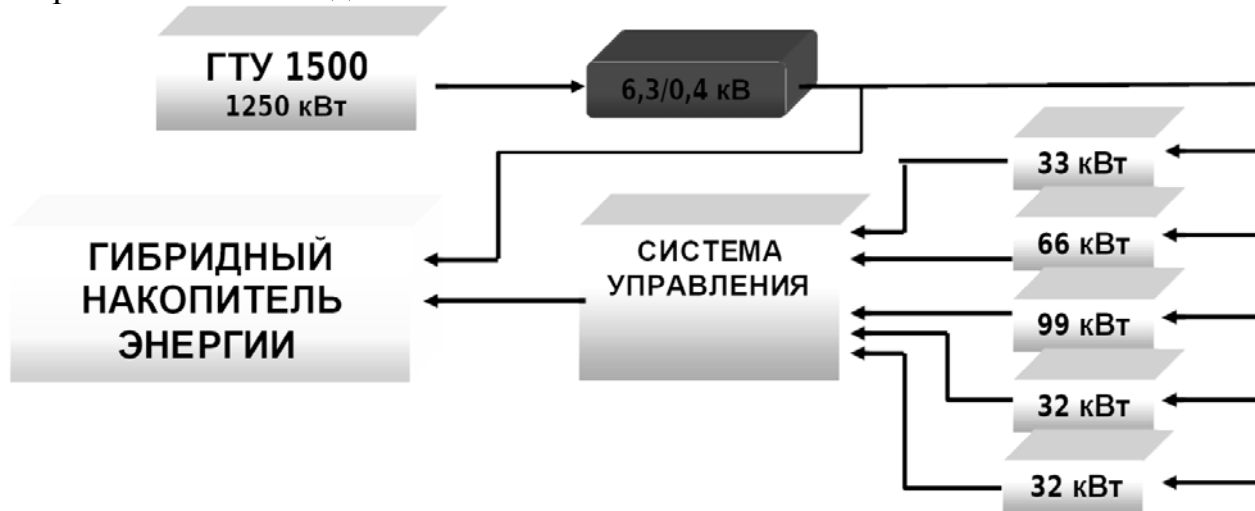 ГТУ 1500
1250 кВт
6,3/0,4 кВ
33 кВт
66 кВт
99 кВт
32 кВт
32 кВт
СИСТЕМА
УПРАВЛЕНИЯ
ГИБРИДНЫЙ
НАКОПИТЕЛЬ
ЭНЕРГИИ